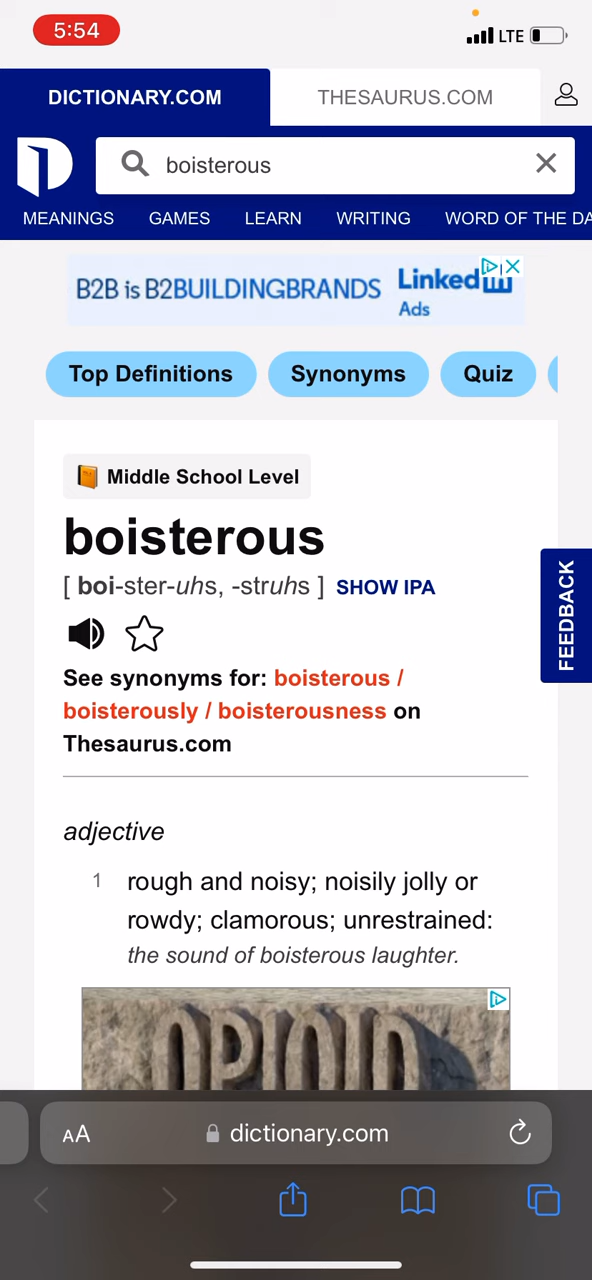 5:54
LTE
DICTIONARY.COM
THESAURUS.COM
boisterous
MEANINGS GAMES LEARN WRITING WORD OF THE DA
B2B is B2BUILDINGBRANDS
Linked in
Ads
Top Definitions
Synonyms
Quiz
Middle School Level
boisterous
[ boi-ster-uhs, -struhs ] SHOW IPA
FEEDBACK
See synonyms for: boisterous /
boisterously / boisterousness on
Thesaurus.com
adjective
1 rough and noisy; noisily jolly or
rowdy; clamorous; unrestrained:
the sound of boisterous laughter.
OPIOID
AA
dictionary.com